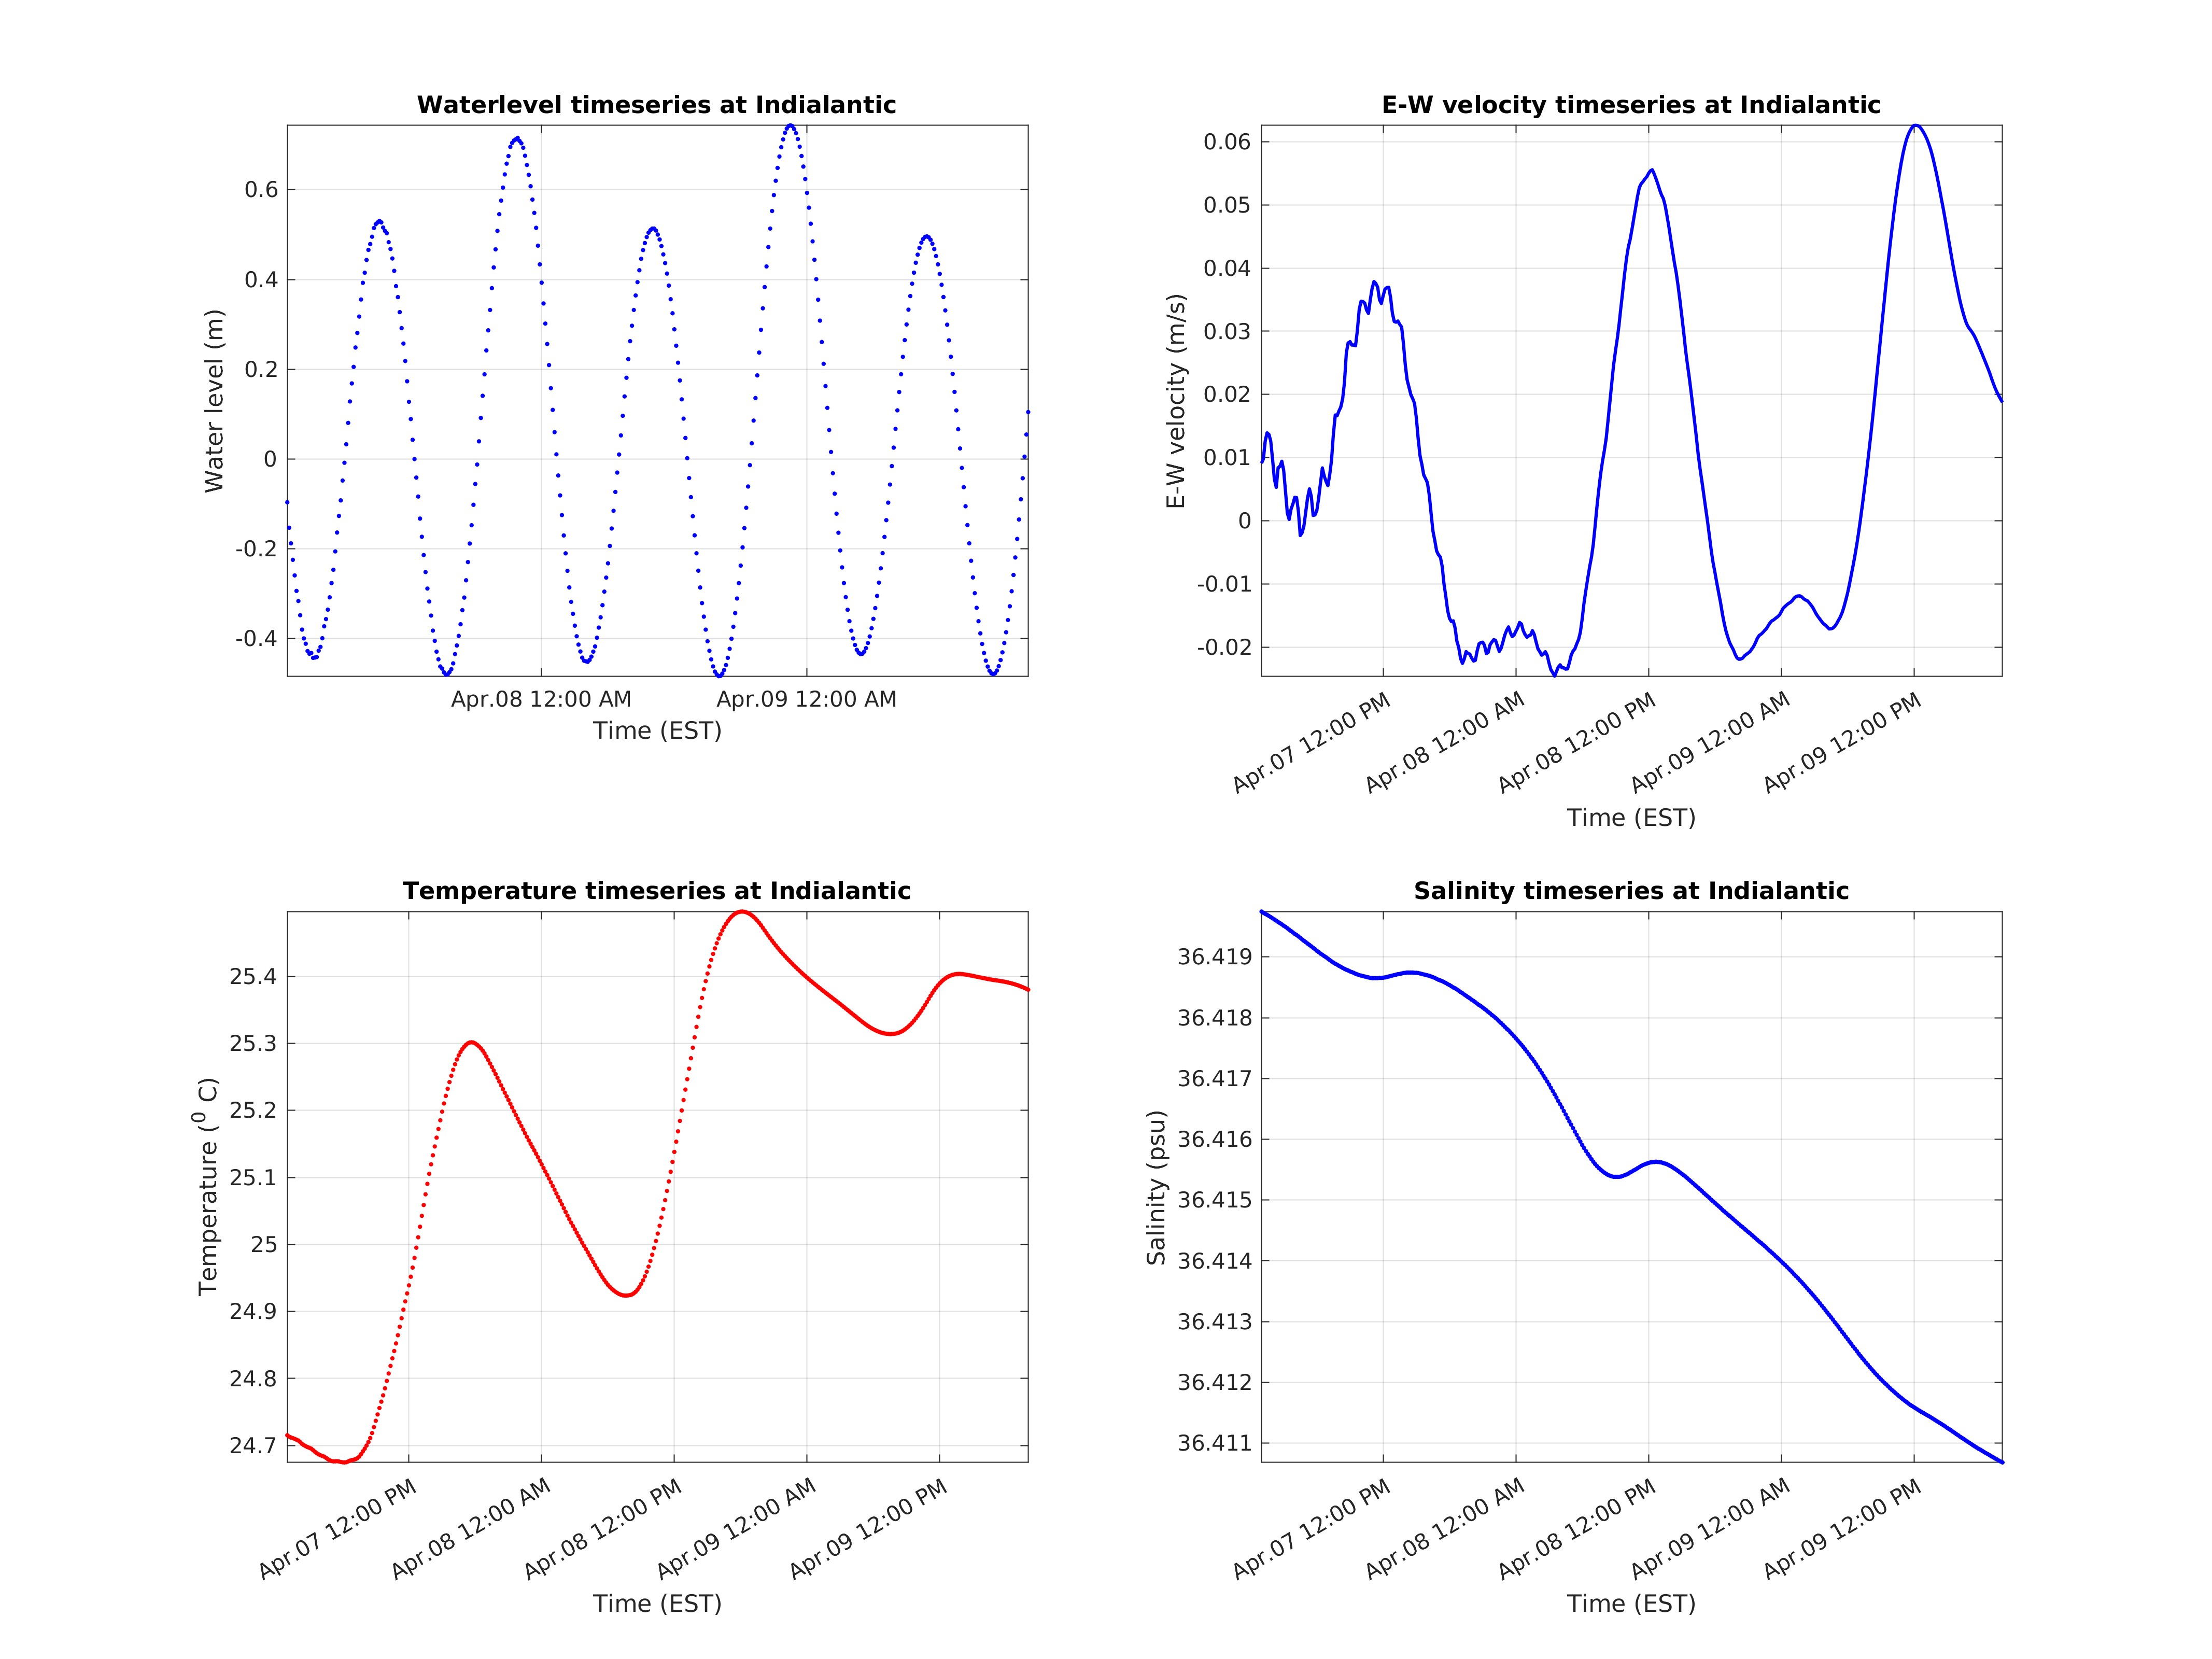 Waterlevel timeseries at Indialantic
0.6
0.4
0.2
0
-0.2
-0.4
Water level (m)
Apr.08 12:00 AM
Apr.09 12:00 AM
Time (EST)
E-W velocity timeseries at Indialantic
0.06
0.05
0.04
0.03
0.02
0.01
0
-0.01
-0.02
E-W velocity (m/s)
Apr.07 12:00 PM
Apr.08 12:00 AM
Apr.08 12:00 PM
Apr.09 12:00 AM
Apr.09 12:00 PM
Time (EST)
Temperature timeseries at Indialantic
25.4
25.3
25.2
25.1
25
24.9
24.8
24.7
Temperature (⁰ C)
Apr.07 12:00 PM
Apr.08 12:00 AM
Apr.08 12:00 PM
Apr.09 12:00 AM
Apr.09 12:00 PM
Time (EST)
Salinity timeseries at Indialantic
36.419
36.418
36.417
36.416
36.415
36.414
36.413
36.412
36.411
Salinity (psu)
Apr.07 12:00 PM
Apr.08 12:00 AM
Apr.08 12:00 PM
Apr.09 12:00 AM
Apr.09 12:00 PM
Time (EST)